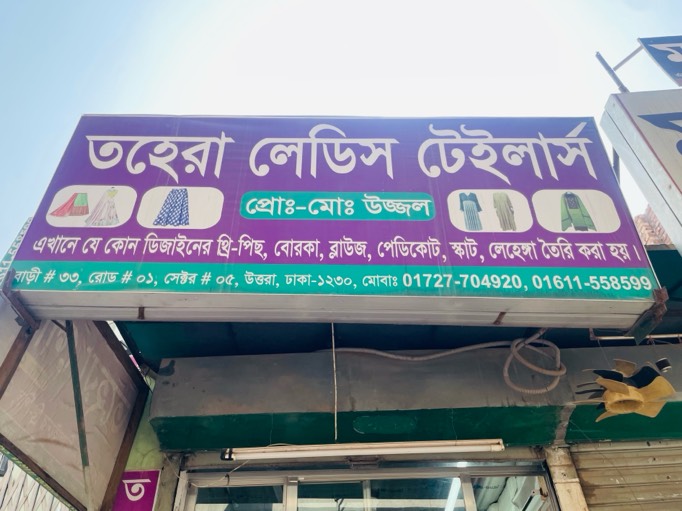 তহেরা লেডিস টেইলার্স
প্রোঃ-মোঃ উজ্জল
এখানে যে কোন ডিজাইনের থ্রি-পিছ, বোরকা, ব্লাউজ, পেডিকোট, স্কাট, লেহেঙ্গা তৈরি করা হয়।
বাড়ী # ৩৩, রোড # ০১, সেক্টর # ০৫, উত্তরা, ঢাকা-১২৩০, মোবাঃ 01727-704920, 01611-558599
ত